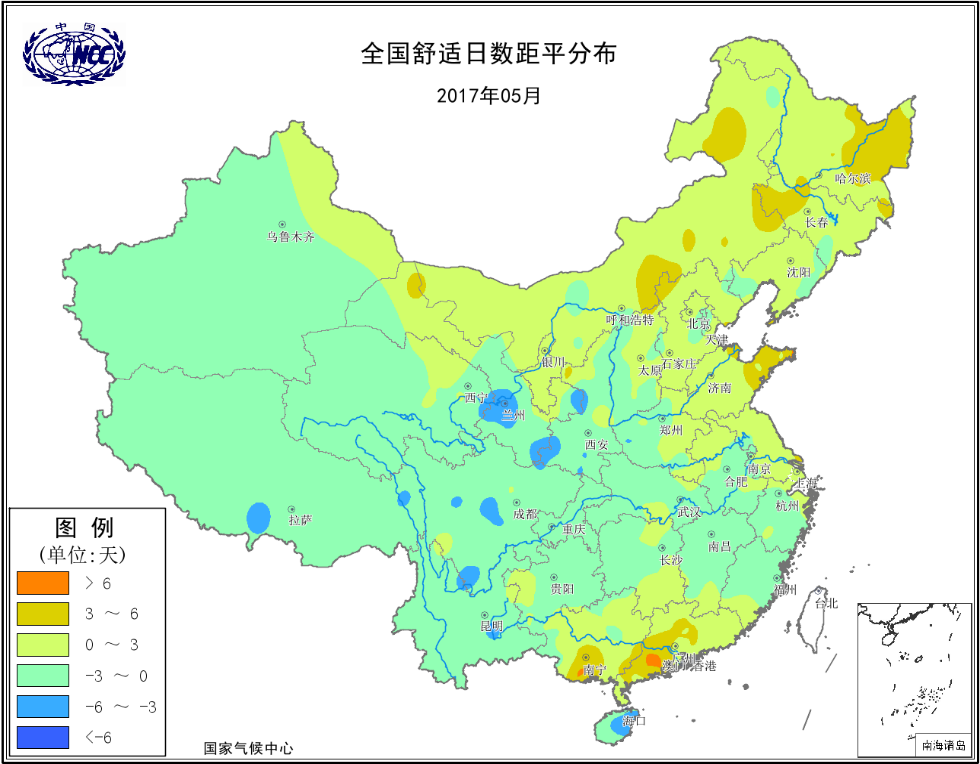 中国
NCC
全国舒适日数距平分布
2017年05月
哈尔滨
长春
乌鲁木齐
沈阳
呼和浩特
北京
天津
银川
太原
石家庄
西宁
济南
兰州
郑州
西安
南京
合肥
上海
拉萨
成都
杭州
武汉
重庆
南昌
长沙
贵阳
福州
台北
昆明
广州
南宁
澳门
香港
海口
图 例
(单位:天)
> 6
3 ~ 6
0 ~ 3
-3 ~ 0
-6 ~ -3
<-6
国家气候中心
南海诸岛